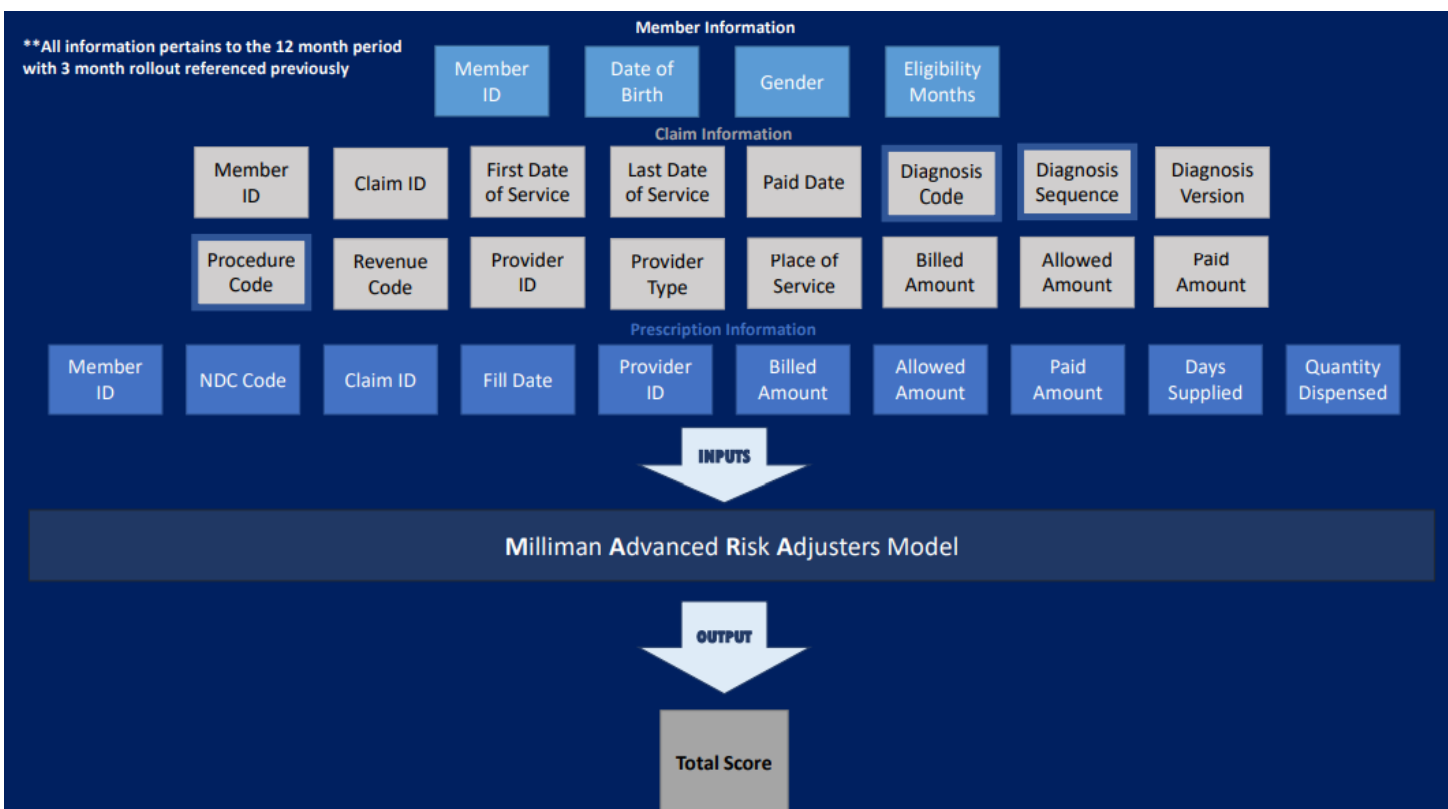 Member Information
**All information pertains to the 12 month period
with 3 month rollout referenced previously
Member
ID
Date of
Birth
Gender
Eligibility
Months
Claim Information
Member
ID
Claim ID
First Date
of Service
Last Date
of Service
Paid Date
Diagnosis
Code
Diagnosis
Sequence
Diagnosis
Version
Procedure
Code
Revenue
Code
Provider
ID
Provider
Type
Place of
Service
Billed
Amount
Allowed
Amount
Paid
Amount
Prescription Information
Member
ID
NDC Code
Claim ID
Fill Date
Provider
ID
Billed
Amount
Allowed
Amount
Paid
Amount
Days
Supplied
Quantity
Dispensed
INPUTS
Milliman Advanced Risk Adjusters Model
OUTPUT
Total Score